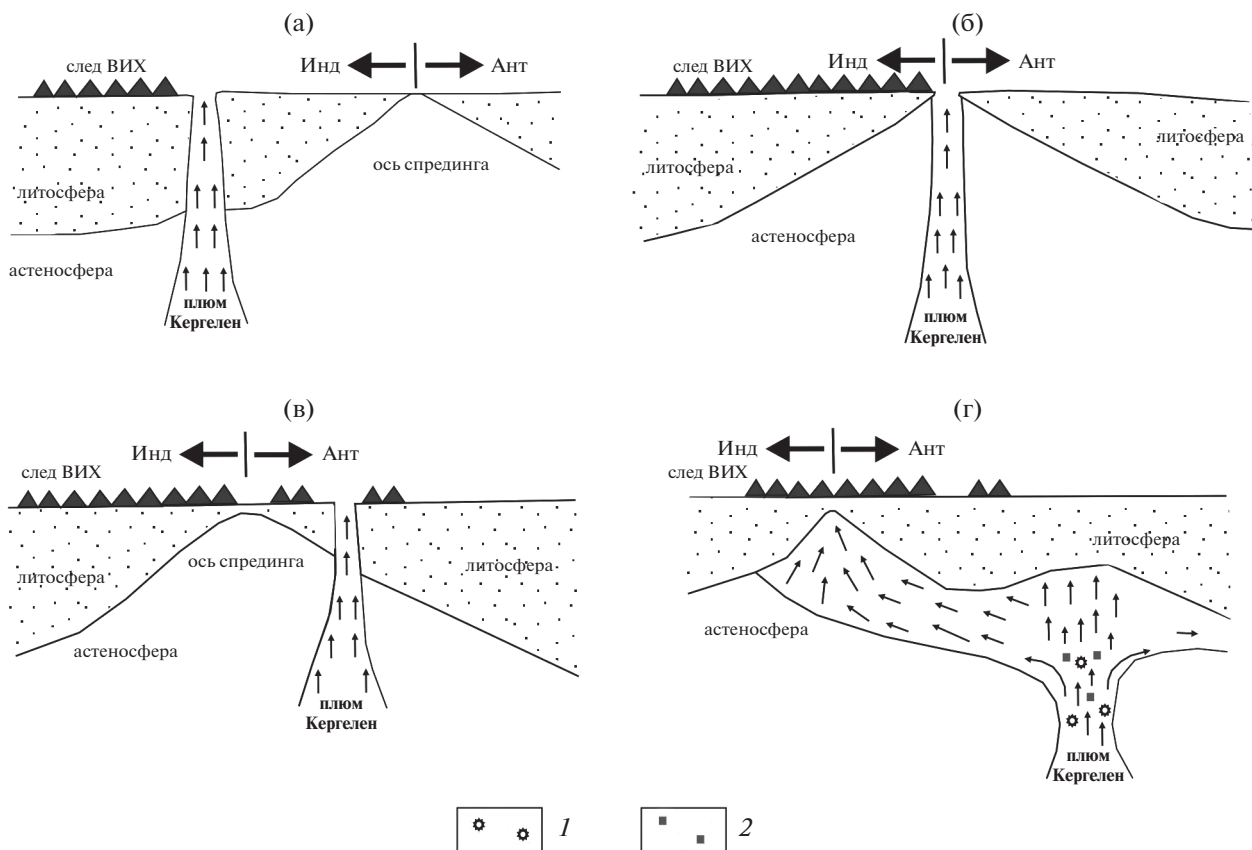 (а)
след ВИХ
Инд
Ант
литосфера
ось спрединга
астеносфера
плюм
Кергелен
(б)
след ВИХ
Инд
Ант
литосфера
литосфера
астеносфера
плюм
Кергелен
(в)
Инд
Ант
след ВИХ
литосфера
ось спрединга
литосфера
астеносфера
плюм
Кергелен
(г)
Инд
Ант
след ВИХ
литосфера
астеносфера
плюм
Кергелен
1
2